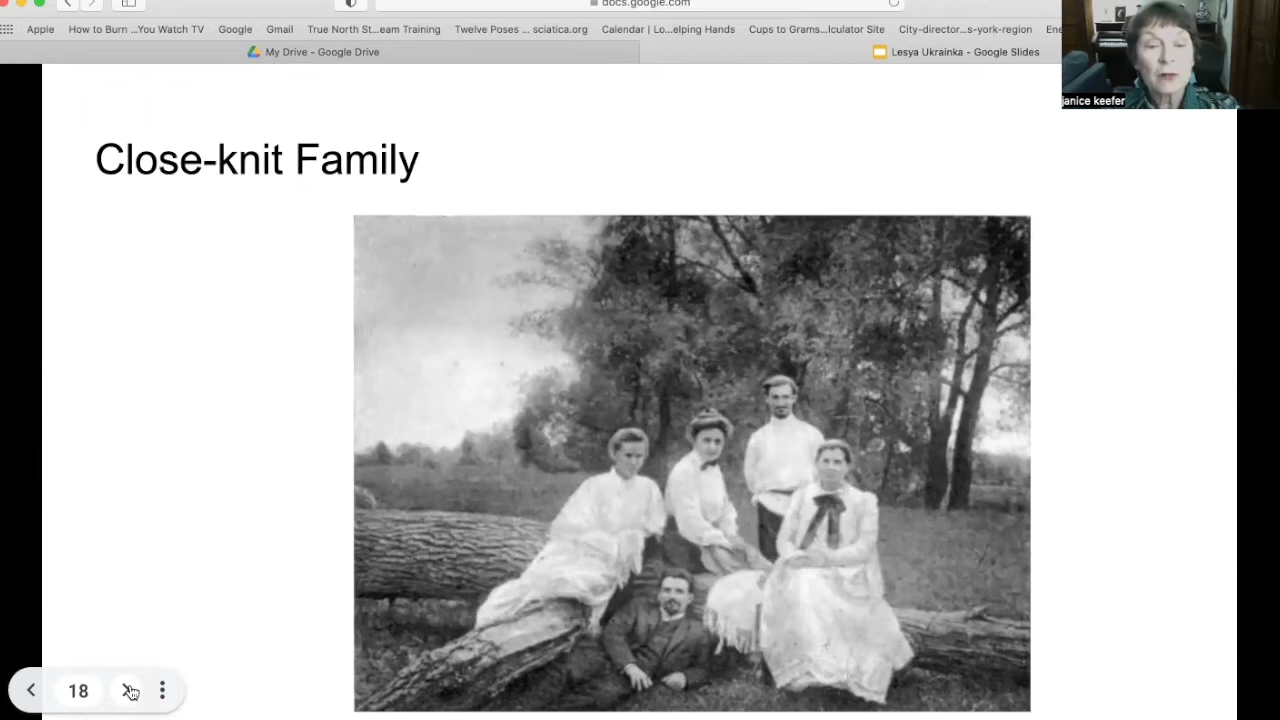 docs.google.com
Apple How to Burn ...You Watch TV Google Gmail True North St...eam Training Twelve Poses ... sciatica.org Calendar | Lo...elping Hands Cups to Grams...lculator Site City-director...s-york-region Ene
My Drive - Google Drive Lesya Ukrainka - Google Slides
janice keefer
Close-knit Family
18